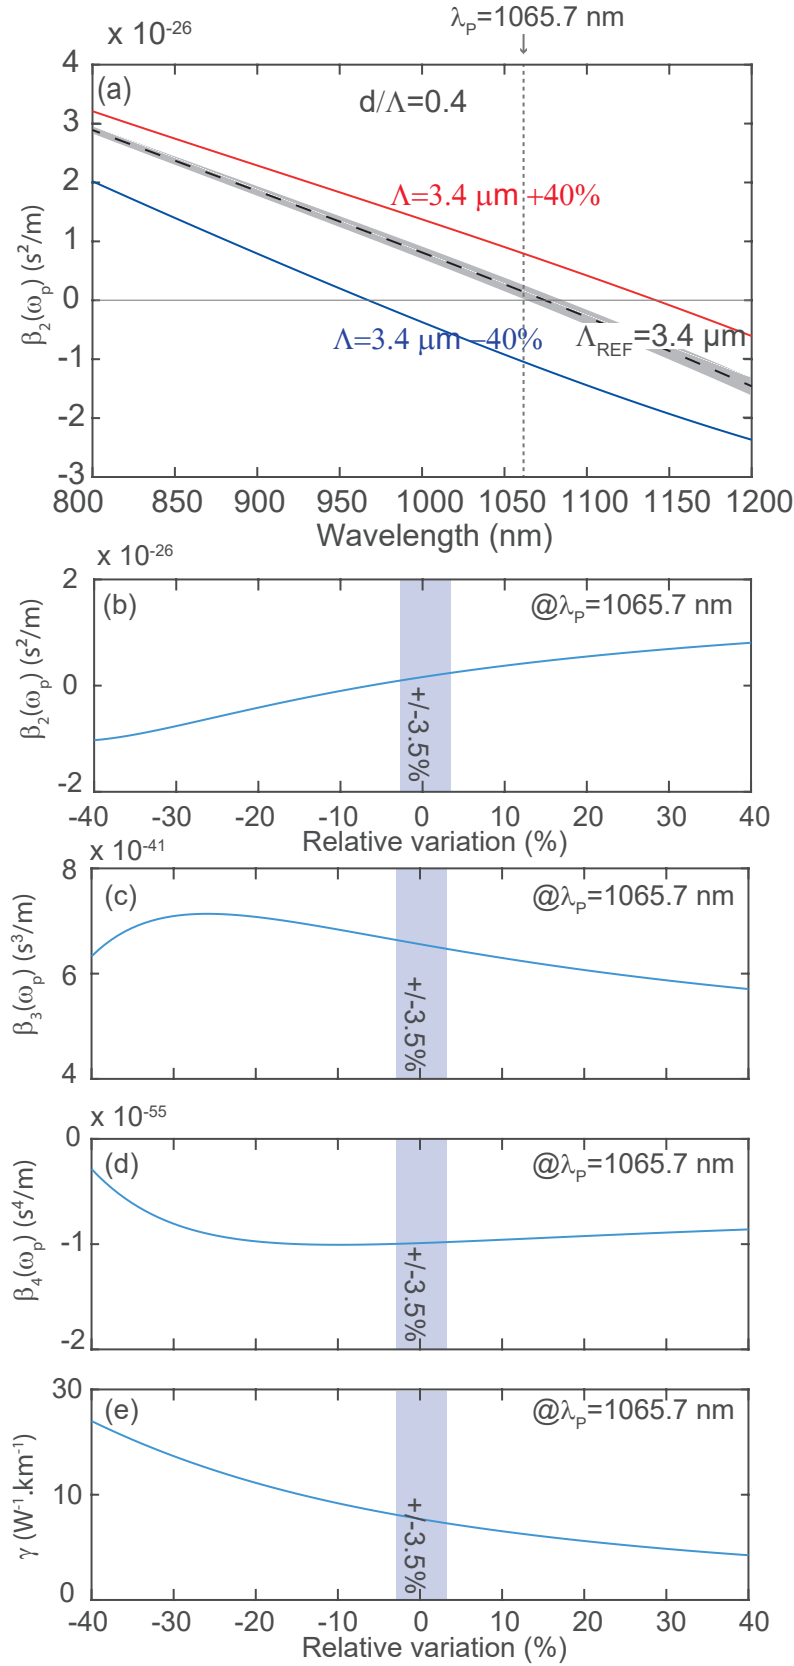 λP=1065.7 nm
x 10-26
(a)
d/Λ=0.4
4
3
2
1
0
-1
-2
-3
β2(ωp) (s2/m)
Λ=3.4 μm +40%
Λ=3.4 μm −40%
ΛREF=3.4 μm
800 850 900 950 1000 1050 1100 1150 1200
Wavelength (nm)
x 10-26
(b)
@λP=1065.7 nm
2
0
-2
β2(ωp) (s2/m)
+/-3.5%
-40 -30 -20 -10 0 10 20 30 40
Relative variation (%)
x 10-41
(c)
@λP=1065.7 nm
8
6
4
β3(ωp) (s3/m)
+/-3.5%
x 10-55
(d)
@λP=1065.7 nm
0
-1
-2
β4(ωp) (s4/m)
+/-3.5%
(e)
@λP=1065.7 nm
30
10
0
γ (W-1.km-1)
+/-3.5%
-40 -30 -20 -10 0 10 20 30 40
Relative variation (%)